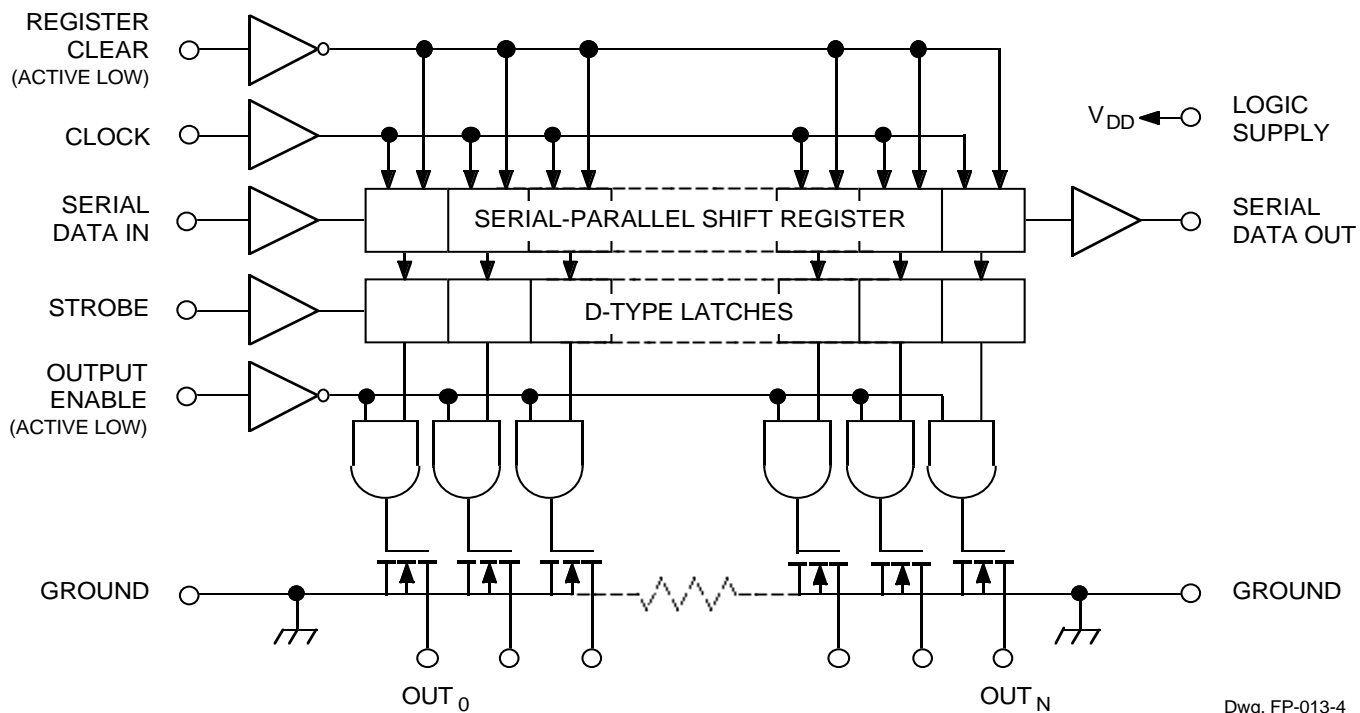 REGISTER
CLEAR
(ACTIVE LOW)
CLOCK
V DD
LOGIC
SUPPLY
SERIAL
DATA IN
SERIAL-PARALLEL SHIFT REGISTER
SERIAL
DATA OUT
STROBE
D-TYPE LATCHES
OUTPUT
ENABLE
(ACTIVE LOW)
GROUND
GROUND
OUT 0
OUT N
Dwg. FP-013-4